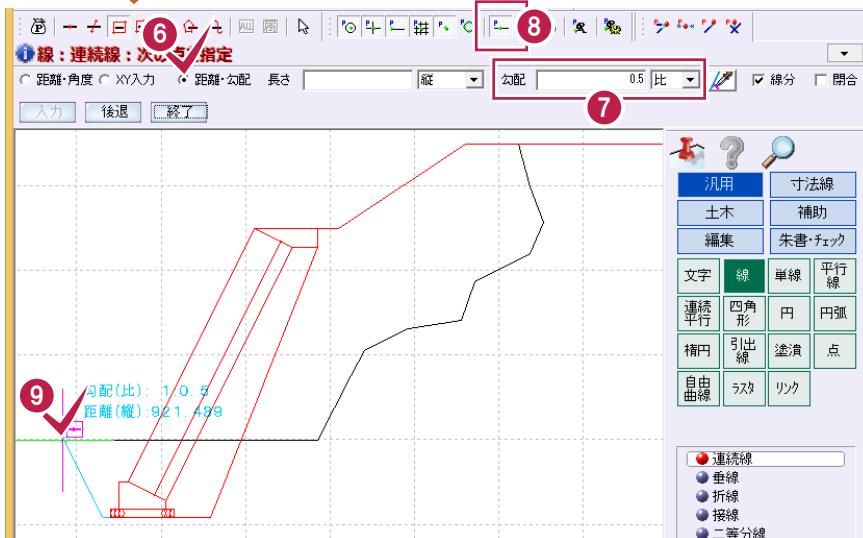 6
8
ALL
線：連続線：次の点を指定
距離・角度 XY入力 距離・勾配 長さ 縦 勾配 0.5 比 線分 閉合
7
入力 後退 終了
汎用 寸法線
土木 補助
編集 朱書・チェック
文字 線 単線 平行線
連続平行 四角形 円 円弧
楕円 引出線 塗潰 点
自由曲線 ラスタ リンク
9
勾配(比): 1:0.5
距離(縦):921.489
連続線
垂線
折線
接線
二等分線